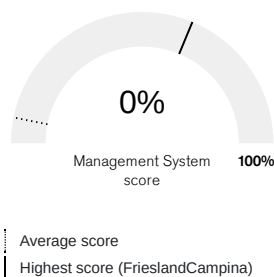 0%
Management System 100%
score
Average score
Highest score (FrieslandCampina)